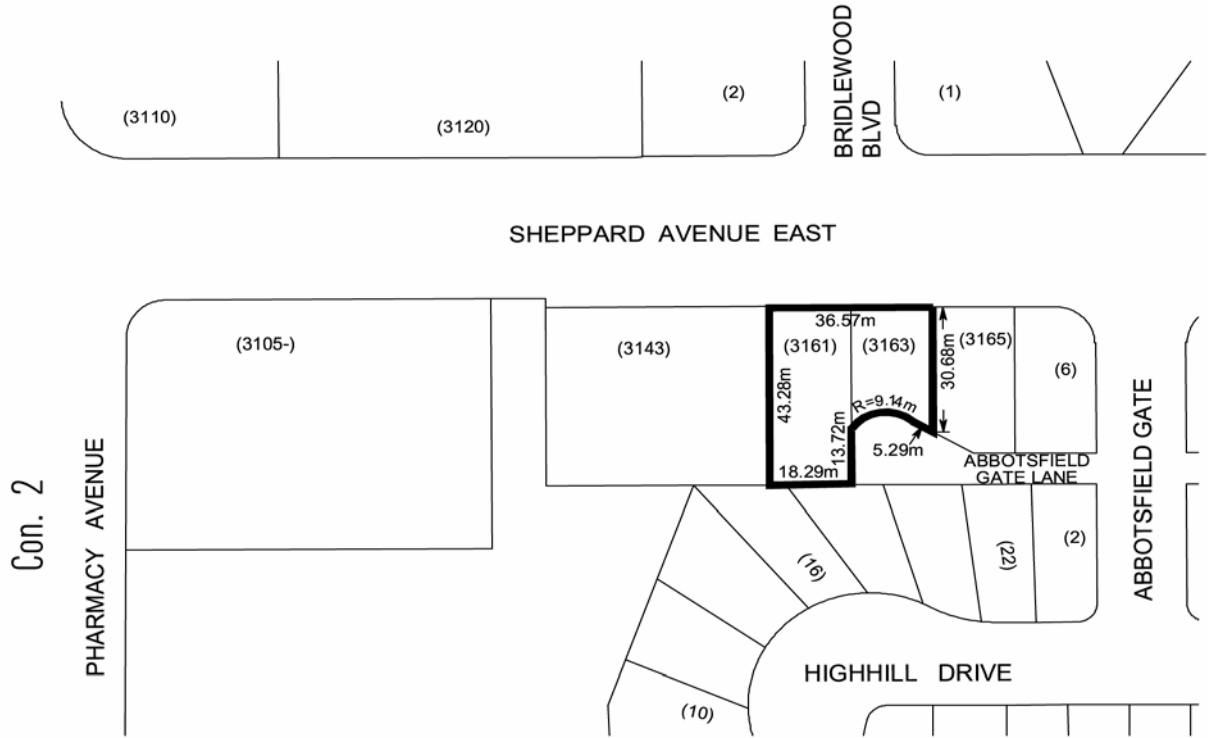 BRIDLEWOOD
BLVD
(3110)
(3120)
(2)
(1)
SHEPPARD AVENUE EAST
(3105-)
(3143)
36.57m
(3161)
(3163)
(3165)
(6)
43.28m
30.68m
R=9.14m
13.72m
5.29m
18.29m
ABBOTSFIELD
GATE LANE
ABBOTSFIELD GATE
Con. 2
PHARMACY AVENUE
(16)
(22)
(2)
HIGHHILL DRIVE
(10)